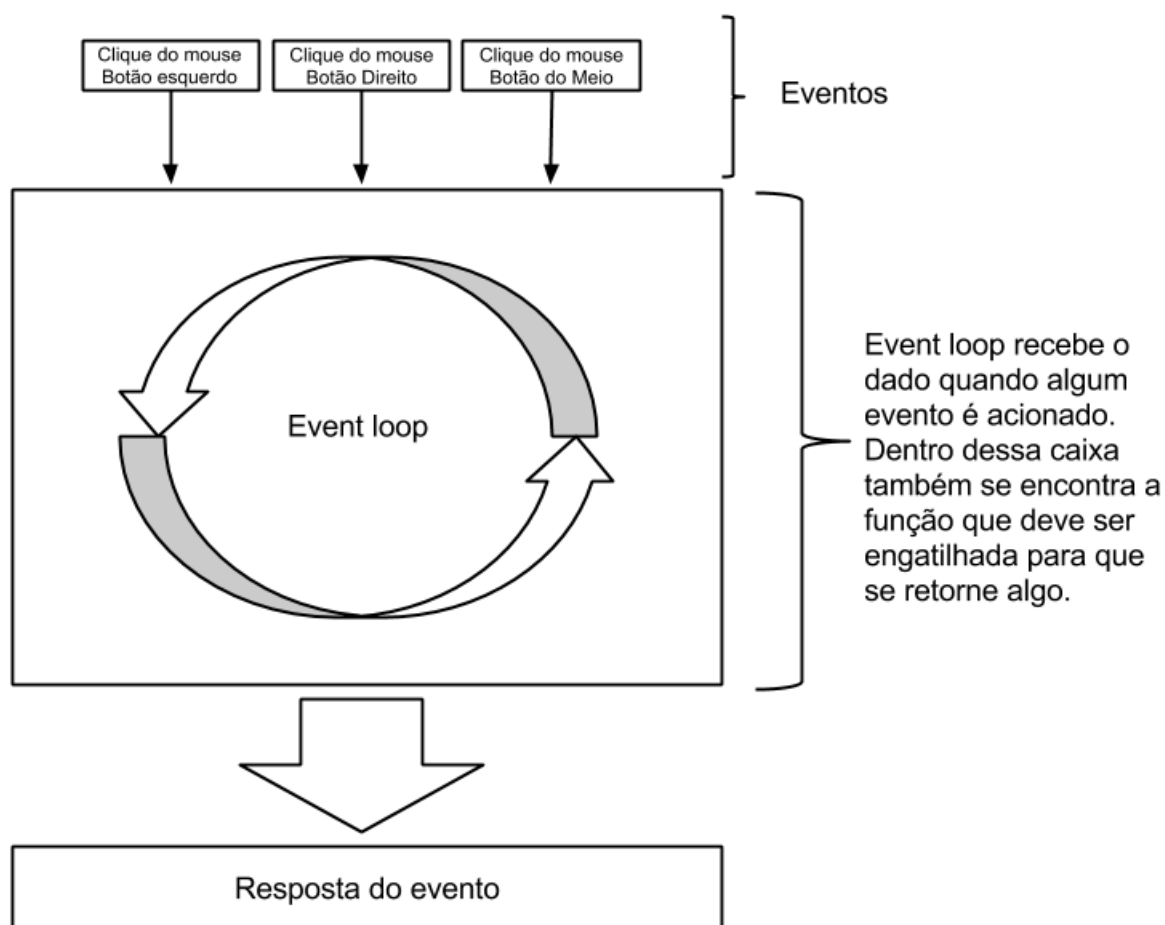 Clique do mouse
Botão esquerdo
Clique do mouse
Botão Direito
Clique do mouse
Botão do Meio
Eventos
Event loop
Event loop recebe o
dado quando algum
evento é acionado.
Dentro dessa caixa
também se encontra a
função que deve ser
engatilhada para que
se retorne algo.
Resposta do evento